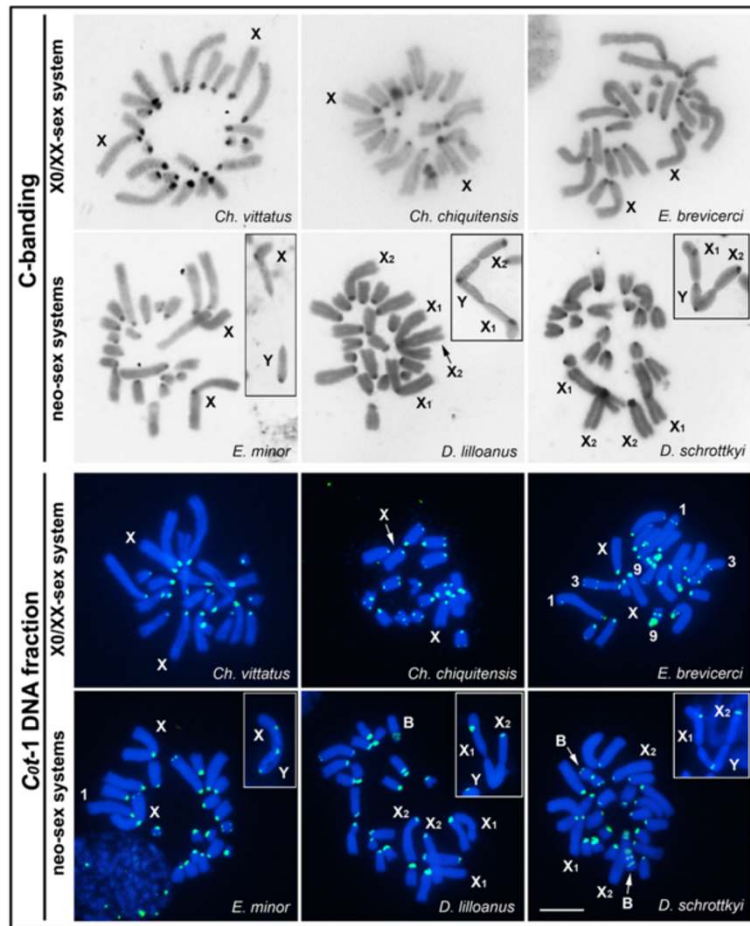 C-banding
X0/XX-sex system
X
X
Ch. vittatus
X
X
Ch. chiquitensis
X
X
E. brevicerci
neo-sex systems
X
X
X
Y
E. minor
X2
X1
X2
X1
X2
Y
X1
D. lilloanus
X1
X2
Y
X1
X2
X2
X1
D. schrottkyi
Cot-1 DNA fraction
X0/XX-sex system
X
X
Ch. vittatus
X
X
Ch. chiquitensis
1
X
9
3
3
1
X
9
E. brevicerci
neo-sex systems
X
1
X
X
Y
E. minor
B
X2
X1
Y
X2
X2
X1
X1
D. lilloanus
B
X2
X1
X2
Y
X1
X2
B
D. schrottkyi